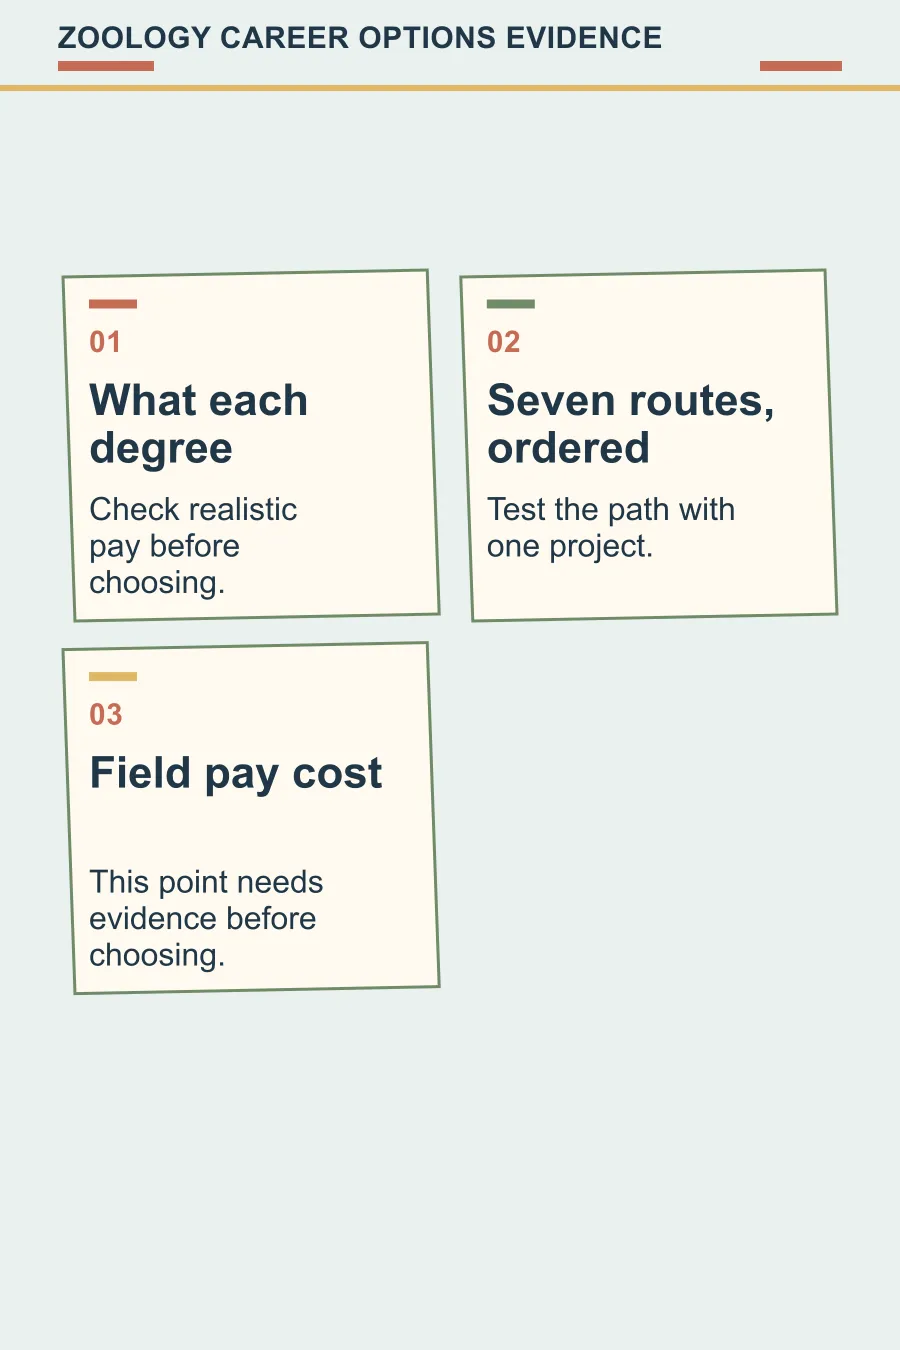 ZOOLOGY CAREER OPTIONS EVIDENCE
01
What each
degree
Check realistic
pay before
choosing.
02
Seven routes,
ordered
Test the path with
one project.
03
Field pay cost
This point needs
evidence before
choosing.